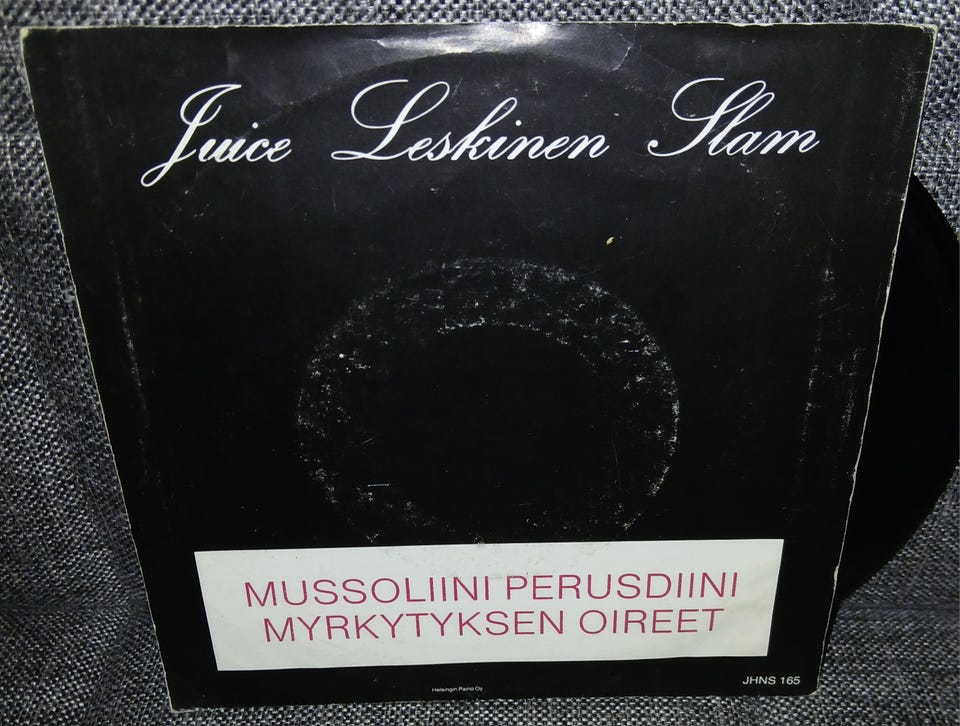 Juice Leskinen Slam
MUSSOLIINI PERUSDIINI
MYRKYTYKSEN OIREET
JHNS 165
Helsingin Paino Oy